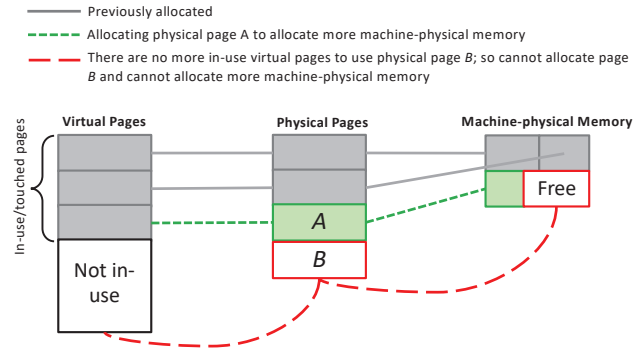 Previously allocated
Allocating physical page A to allocate more machine-physical memory
There are no more in-use virtual pages to use physical page B; so cannot allocate page
B and cannot allocate more machine-physical memory
Virtual Pages
Physical Pages
Machine-physical Memory
In-use/touched pages
Free
A
B
Not in-
use